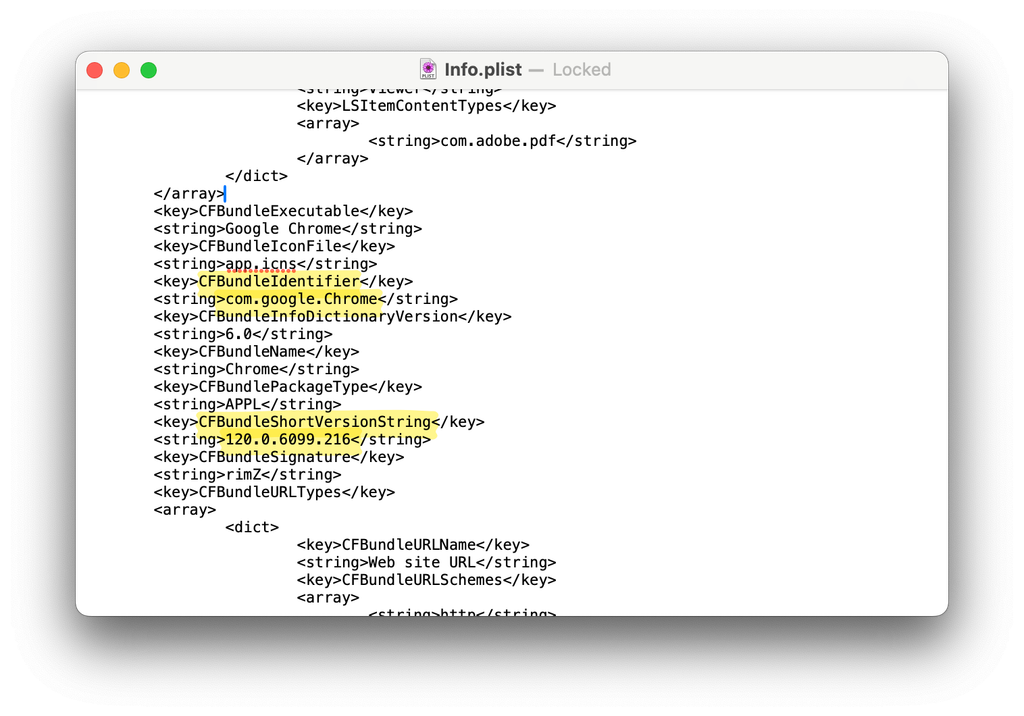 Info.plist — Locked
<string>Viewer</string>
<key>LSItemContentTypes</key>
<array>
<string>com.adobe.pdf</string>
</array>
</dict>
</array>
<key>CFBundleExecutable</key>
<string>Google Chrome</string>
<key>CFBundleIconFile</key>
<string>app.icns</string>
<key>CFBundleIdentifier</key>
<string>com.google.Chrome</string>
<key>CFBundleInfoDictionaryVersion</key>
<string>6.0</string>
<key>CFBundleName</key>
<string>Chrome</string>
<key>CFBundlePackageType</key>
<string>APPL</string>
<key>CFBundleShortVersionString</key>
<string>120.0.6099.216</string>
<key>CFBundleSignature</key>
<string>rimZ</string>
<key>CFBundleURLTypes</key>
<array>
<dict>
<key>CFBundleURLName</key>
<string>Web site URL</string>
<key>CFBundleURLSchemes</key>
<array>
<string>http</string>